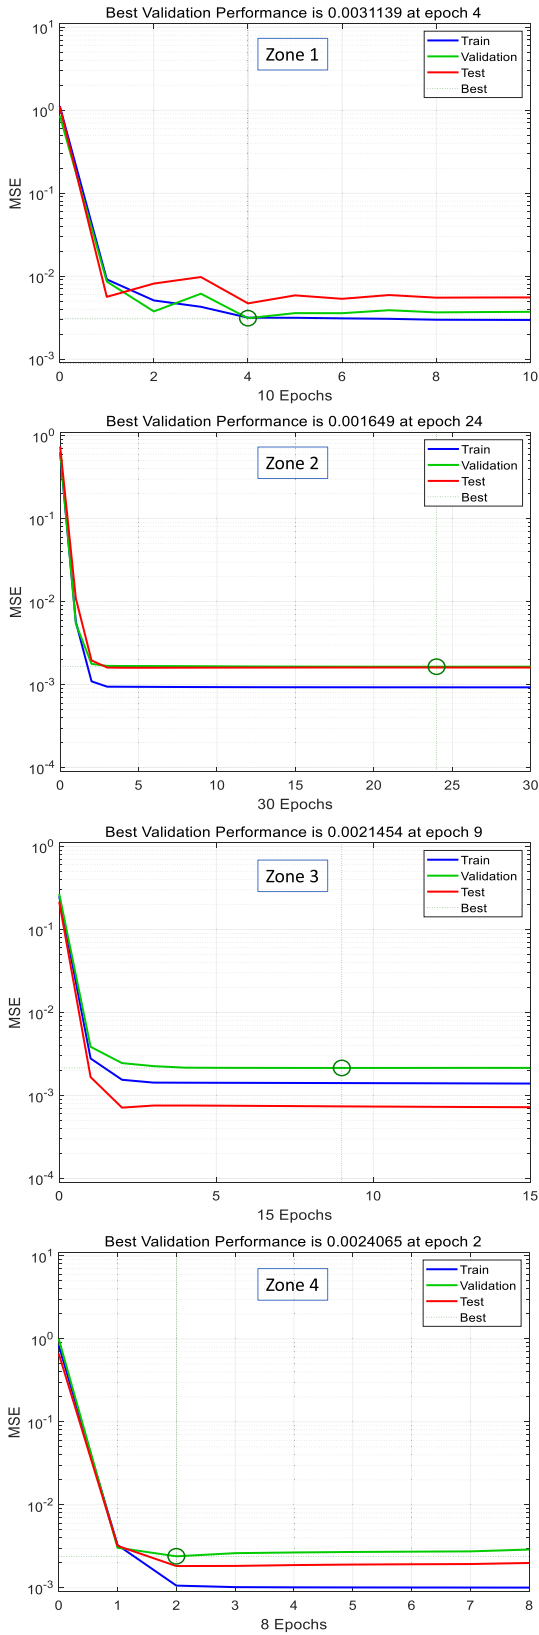 Best Validation Performance is 0.0031139 at epoch 4
Zone 1
Train
Validation
Test
Best
MSE
10^1
10^0
10^-1
10^-2
10^-3
0 2 4 6 8 10
10 Epochs
Best Validation Performance is 0.001649 at epoch 24
Zone 2
Train
Validation
Test
Best
MSE
10^0
10^-1
10^-2
10^-3
10^-4
0 5 10 15 20 25 30
30 Epochs
Best Validation Performance is 0.0021454 at epoch 9
Zone 3
Train
Validation
Test
Best
MSE
10^0
10^-1
10^-2
10^-3
10^-4
0 5 10 15
15 Epochs
Best Validation Performance is 0.0024065 at epoch 2
Zone 4
Train
Validation
Test
Best
MSE
10^1
10^0
10^-1
10^-2
10^-3
0 1 2 3 4 5 6 7 8
8 Epochs